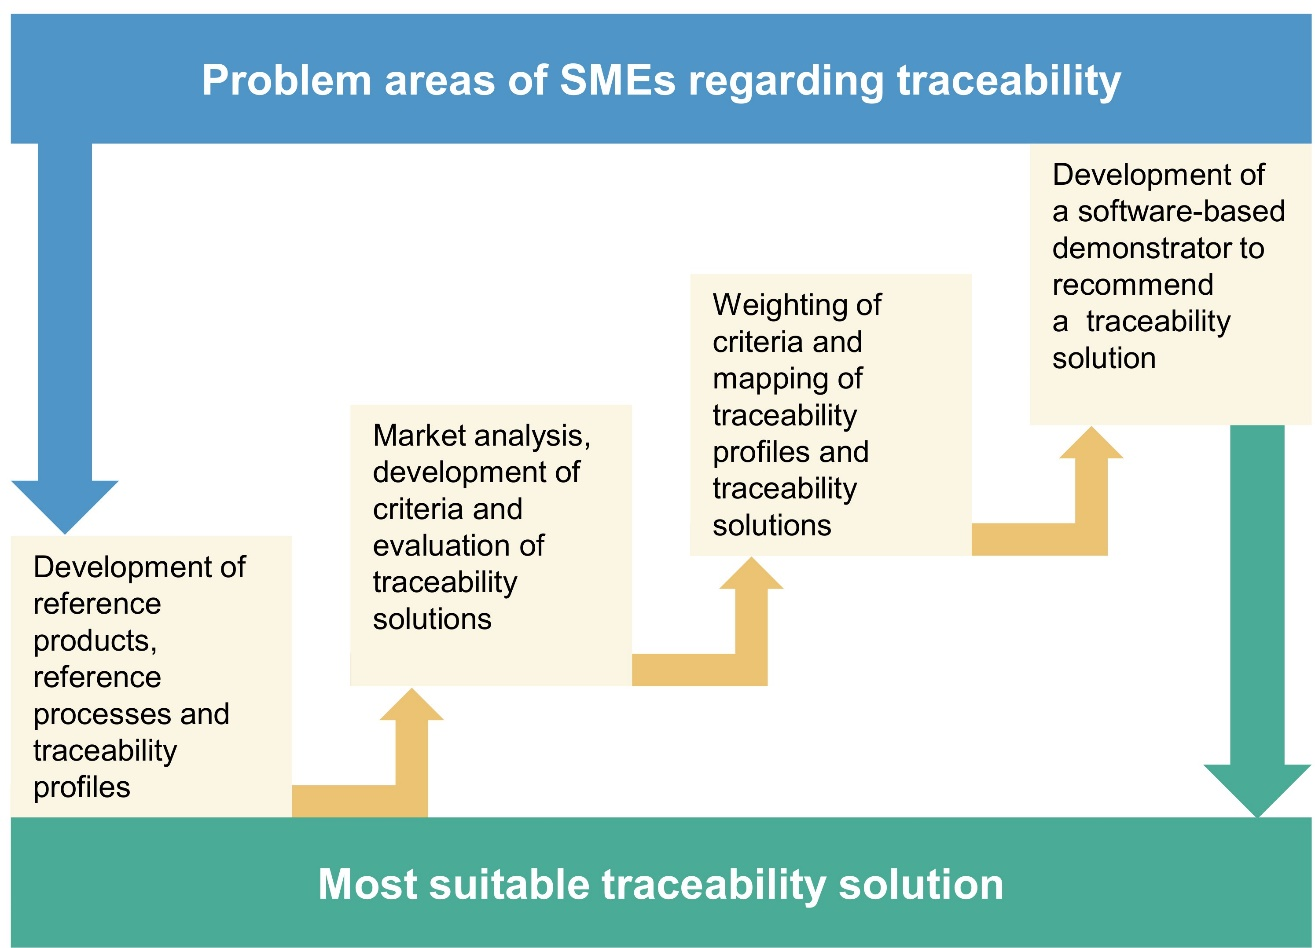 Problem areas of SMEs regarding traceability
Development of
reference
products,
reference
processes and
traceability
profiles
Market analysis,
development of
criteria and
evaluation of
traceability
solutions
Weighting of
criteria and
mapping of
traceability
profiles and
traceability
solutions
Development of
a software-based
demonstrator to
recommend
a  traceability
solution
Most suitable traceability solution